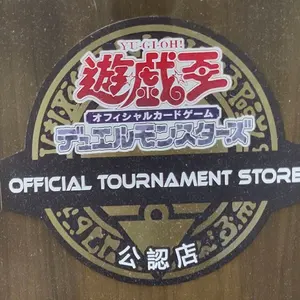 YU-GI-OH!
遊戯王
オフィシャルカードゲーム
デュエルモンスターズ
OFFICIAL TOURNAMENT STORE
公認店